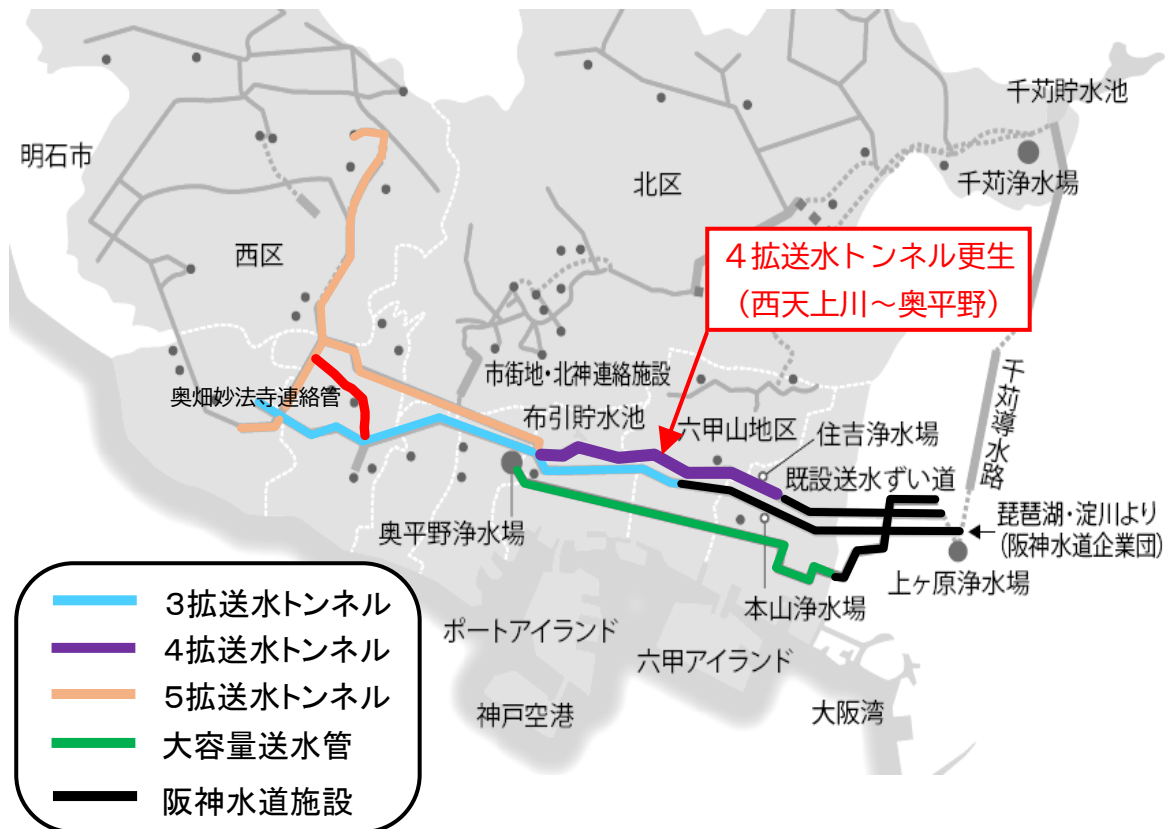 千苅貯水池
明石市
千苅浄水場
北区
西区
4拡送水トンネル更生
(西天上川～奥平野)
市街地・北神連絡施設
奥畑妙法寺連絡管
布引貯水池
六甲山地区
住吉浄水場
千苅導水路
既設送水ずい道
琵琶湖・淀川より
(阪神水道企業団)
奥平野浄水場
上ヶ原浄水場
本山浄水場
3拡送水トンネル
ポートアイランド
4拡送水トンネル
六甲アイランド
5拡送水トンネル
神戸空港
大阪湾
大容量送水管
阪神水道施設